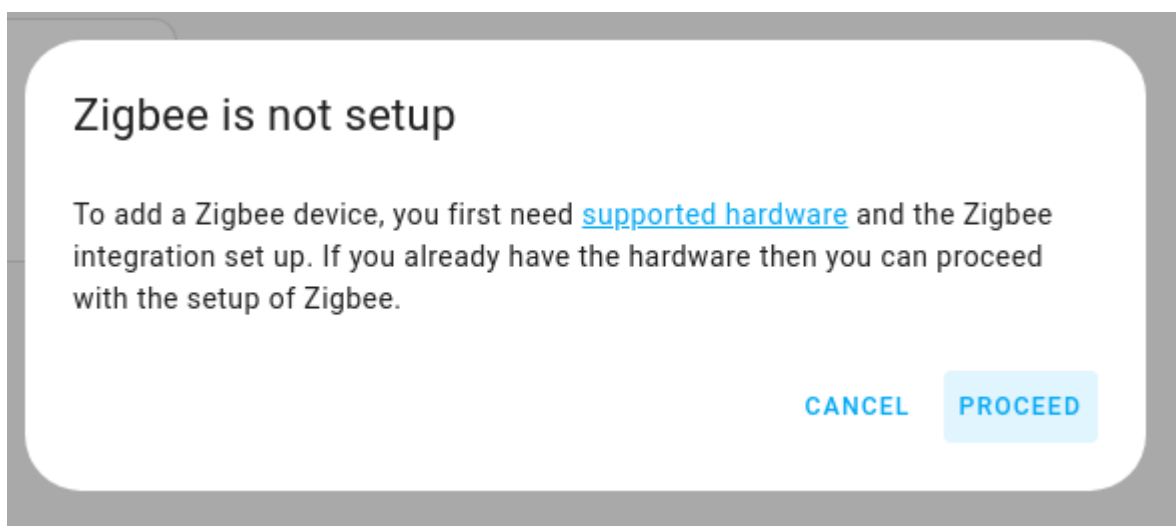 Zigbee is not setup
To add a Zigbee device, you first need supported hardware and the Zigbee
integration set up. If you already have the hardware then you can proceed
with the setup of Zigbee.
CANCEL PROCEED